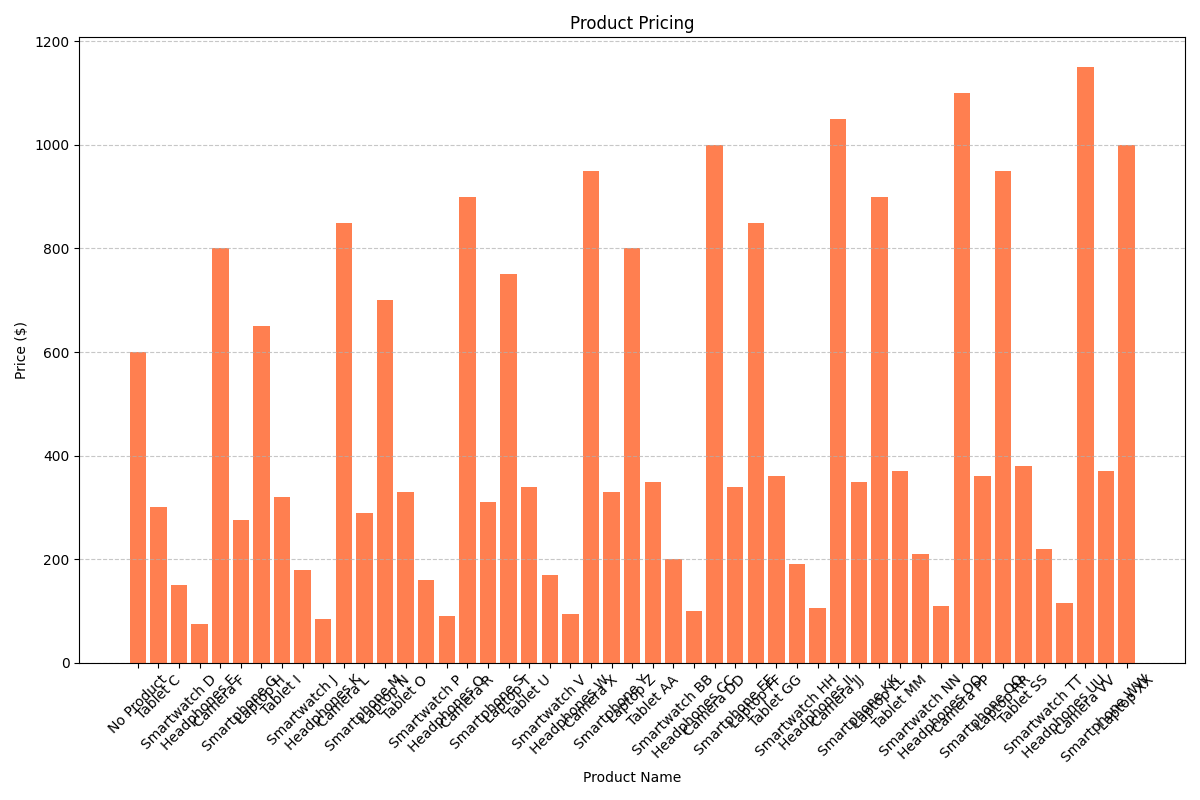 Product Pricing
Price ($)
1200
1000
800
600
400
200
0
No Product
Tablet C
Smartwatch D
Headphones E
Camera F
Smartphone G
Laptop H
Tablet I
Smartwatch J
Headphones K
Camera L
Smartphone M
Laptop N
Tablet O
Smartwatch P
Headphones Q
Camera R
Smartphone S
Laptop T
Tablet U
Smartwatch V
Headphones W
Camera X
Smartphone Y
Laptop Z
Tablet AA
Smartwatch BB
Headphones CC
Camera DD
Smartphone EE
Laptop FF
Tablet GG
Smartwatch HH
Headphones II
Camera JJ
Smartphone KK
Laptop LL
Tablet MM
Smartwatch NN
Headphones OO
Camera PP
Smartphone QQ
Laptop RR
Tablet SS
Smartwatch TT
Headphones UU
Camera VV
Smartphone WW
Laptop XX
Product Name